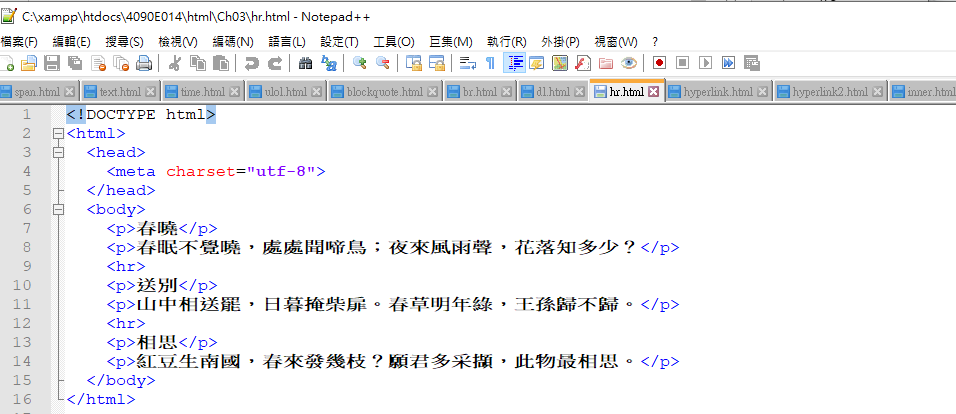 C:\xampp\htdocs\4090E014\html\Ch03\hr.html - Notepad++
檔案(F) 編輯(E) 搜尋(S) 檢視(V) 編碼(N) 語言(L) 設定(T) 工具(O) 巨集(M) 執行(R) 外掛(P) 視窗(W) ?
span.html text.html time.html ulol.html blockquote.html br.html dl.html hr.html hyperlink.html hyperlink2.html inner.html
1 <!DOCTYPE html>
2 <html>
3 <head>
4 <meta charset="utf-8">
5 </head>
6 <body>
7 <p>春曉</p>
8 <p>春眠不覺曉，處處聞啼鳥；夜來風雨聲，花落知多少？</p>
9 <hr>
10 <p>送別</p>
11 <p>山中相送罷，日暮掩柴扉。春草明年綠，王孫歸不歸。</p>
12 <hr>
13 <p>相思</p>
14 <p>紅豆生南國，春來發幾枝？願君多采擷，此物最相思。</p>
15 </body>
16 </html>